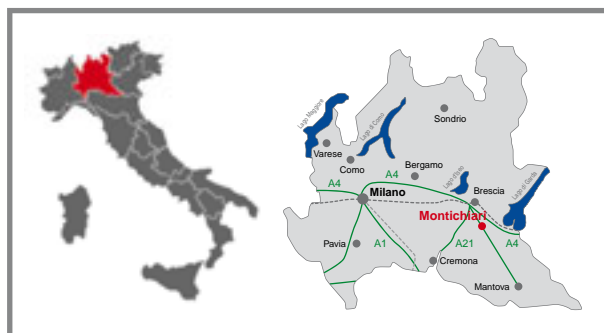 Lago Maggiore
Lago di Como
Sondrio
Varese
Como
Bergamo
Lago d'Iseo
Lago di Garda
A4
A4
Brescia
Milano
Montichiari
Pavia
A1
A21
A4
Cremona
Mantova